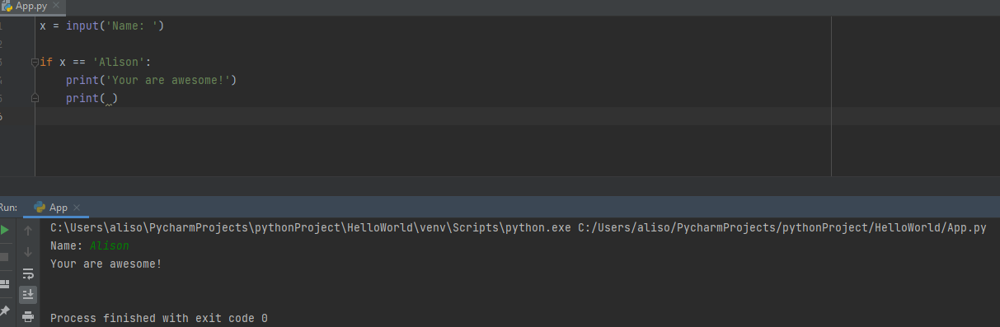 App.py
1 x = input('Name: ')
2
3 if x == 'Alison':
4 print('Your are awesome!')
5 print( )
6
Run: App
C:\Users\aliso\PycharmProjects\pythonProject\HelloWorld\venv\Scripts\python.exe C:/Users/aliso/PycharmProjects/pythonProject/HelloWorld/App.py
Name: Alison
Your are awesome!
Process finished with exit code 0